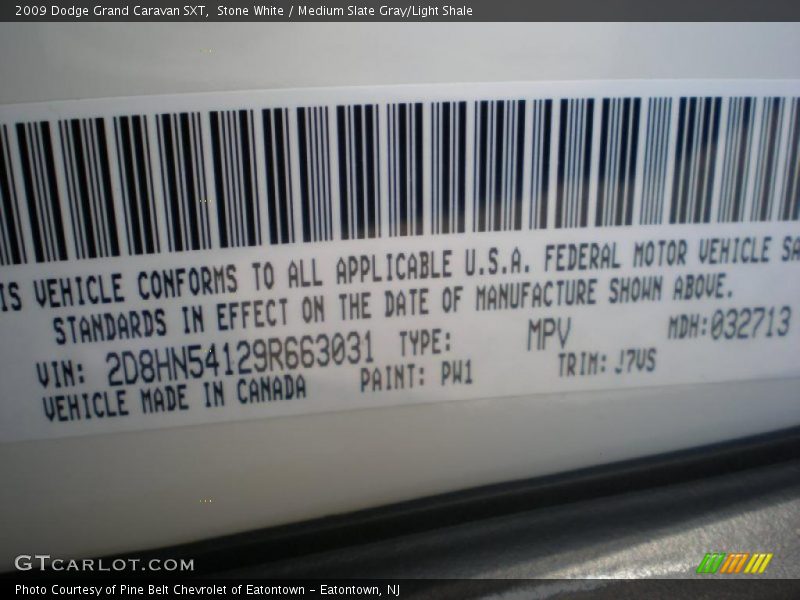 2009 Dodge Grand Caravan SXT, Stone White / Medium Slate Gray/Light Shale
IS VEHICLE CONFORMS TO ALL APPLICABLE U.S.A. FEDERAL MOTOR VEHICLE SA
STANDARDS IN EFFECT ON THE DATE OF MANUFACTURE SHOWN ABOVE.
VIN: 2D8HN54129R663031 TYPE: MPV MDH:032713
VEHICLE MADE IN CANADA PAINT: PW1 TRIM: J7VS
GTCARLOT.COM
Photo Courtesy of Pine Belt Chevrolet of Eatontown - Eatontown, NJ